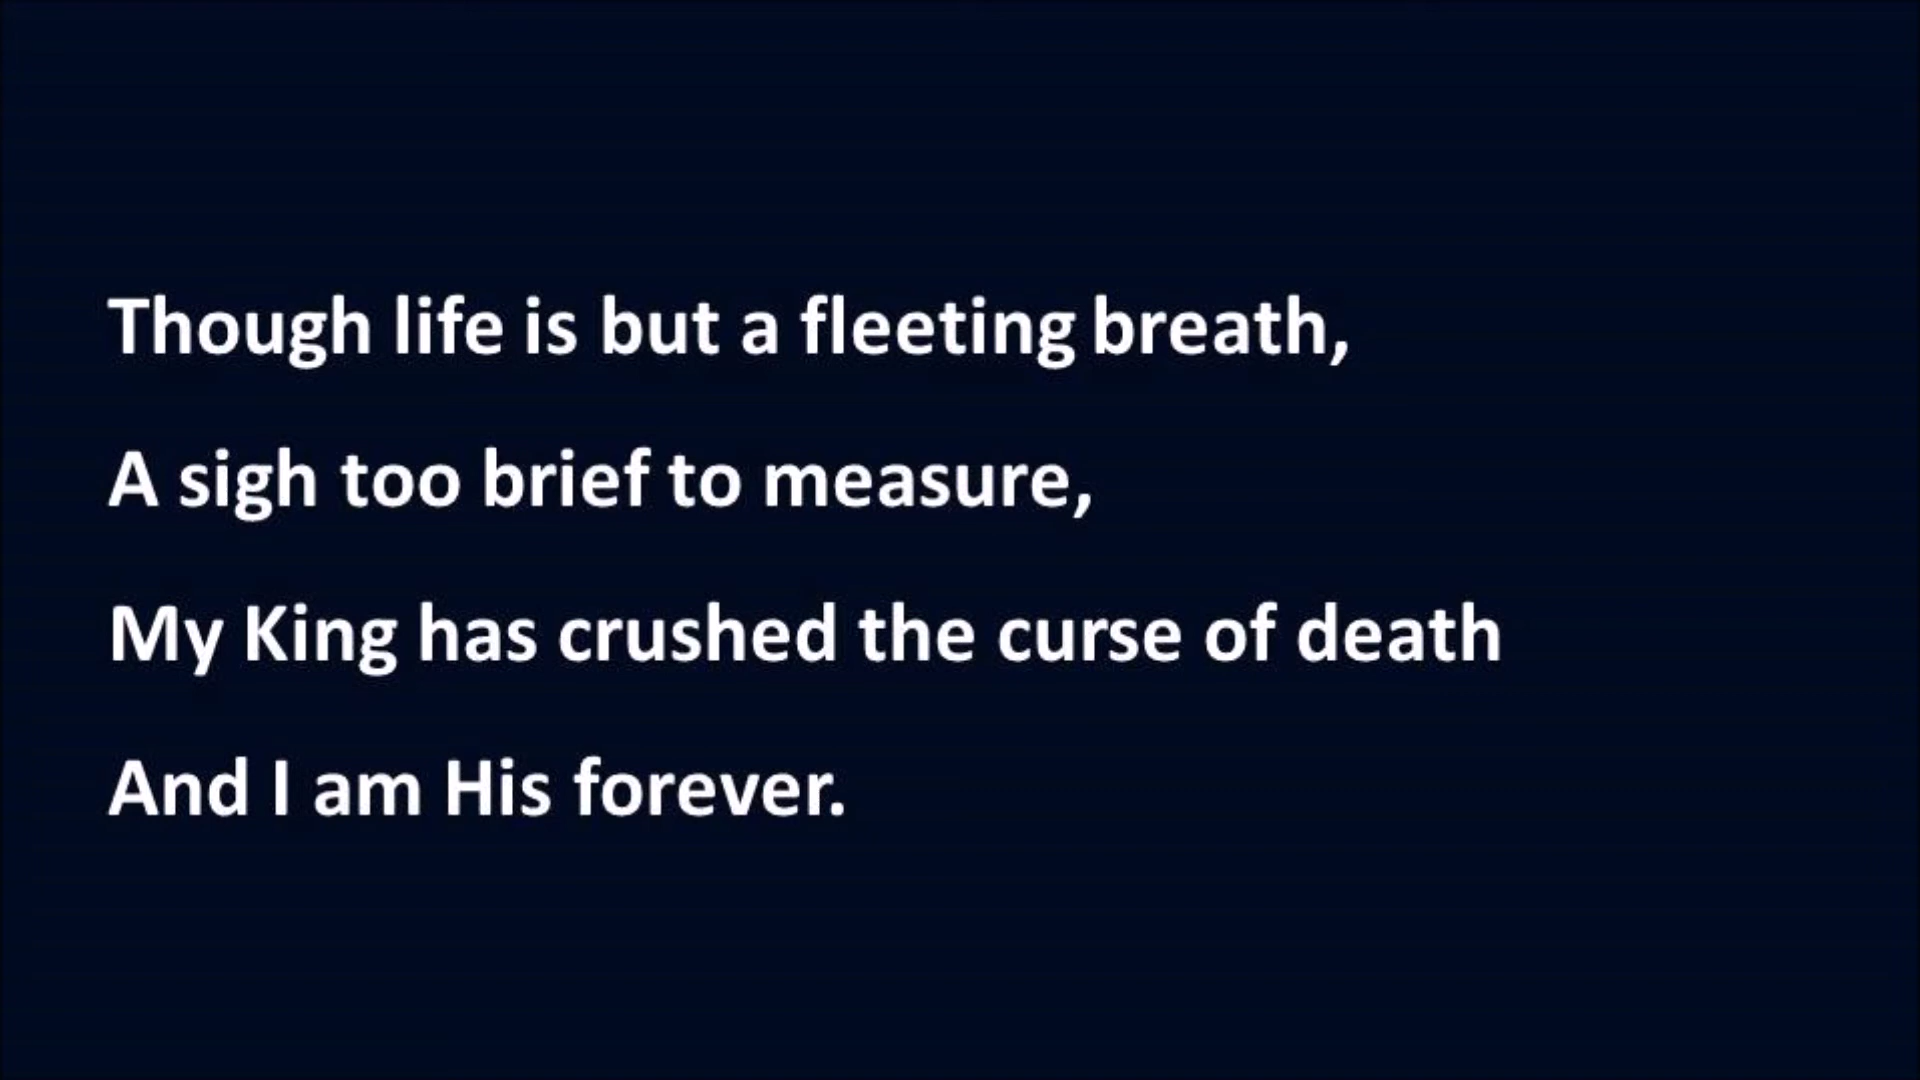 Though life is but a fleeting breath,
A sigh too brief to measure,
My King has crushed the curse of death
And I am His forever.